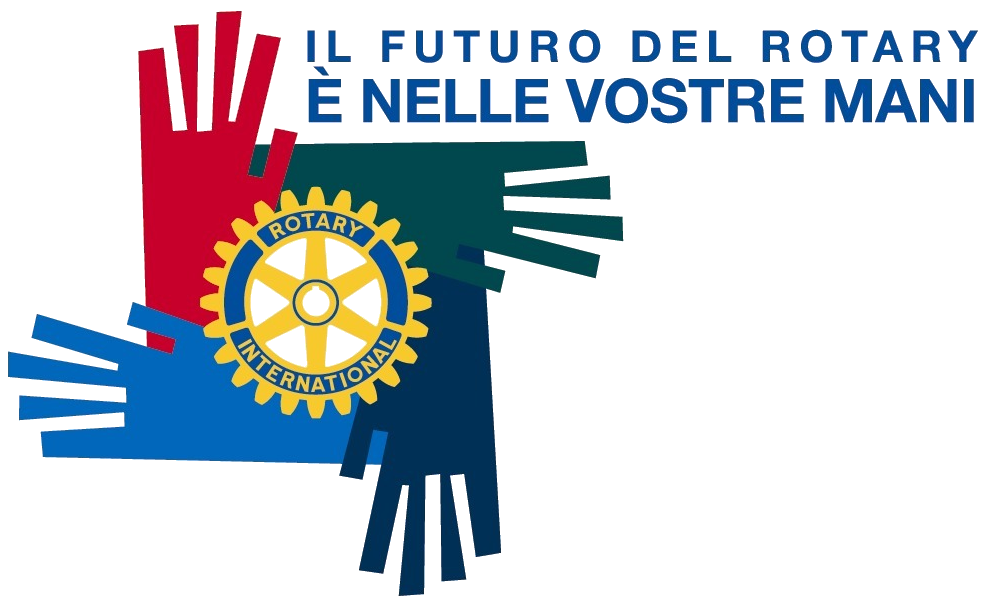 IL FUTURO DEL ROTARY
È NELLE VOSTRE MANI
ROTARY
INTERNATIONAL